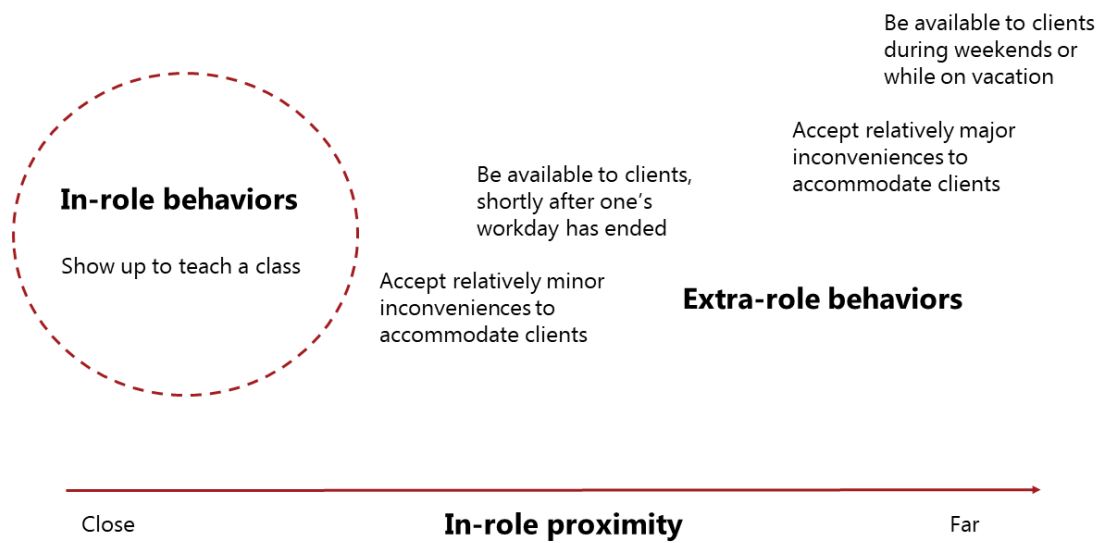 Be available to clients
during weekends or
while on vacation
Accept relatively major
inconveniences to
accommodate clients
Be available to clients,
shortly after one's
workday has ended
In-role behaviors
Show up to teach a class
Accept relatively minor
inconveniences to
accommodate clients
Extra-role behaviors
Close
In-role proximity
Far